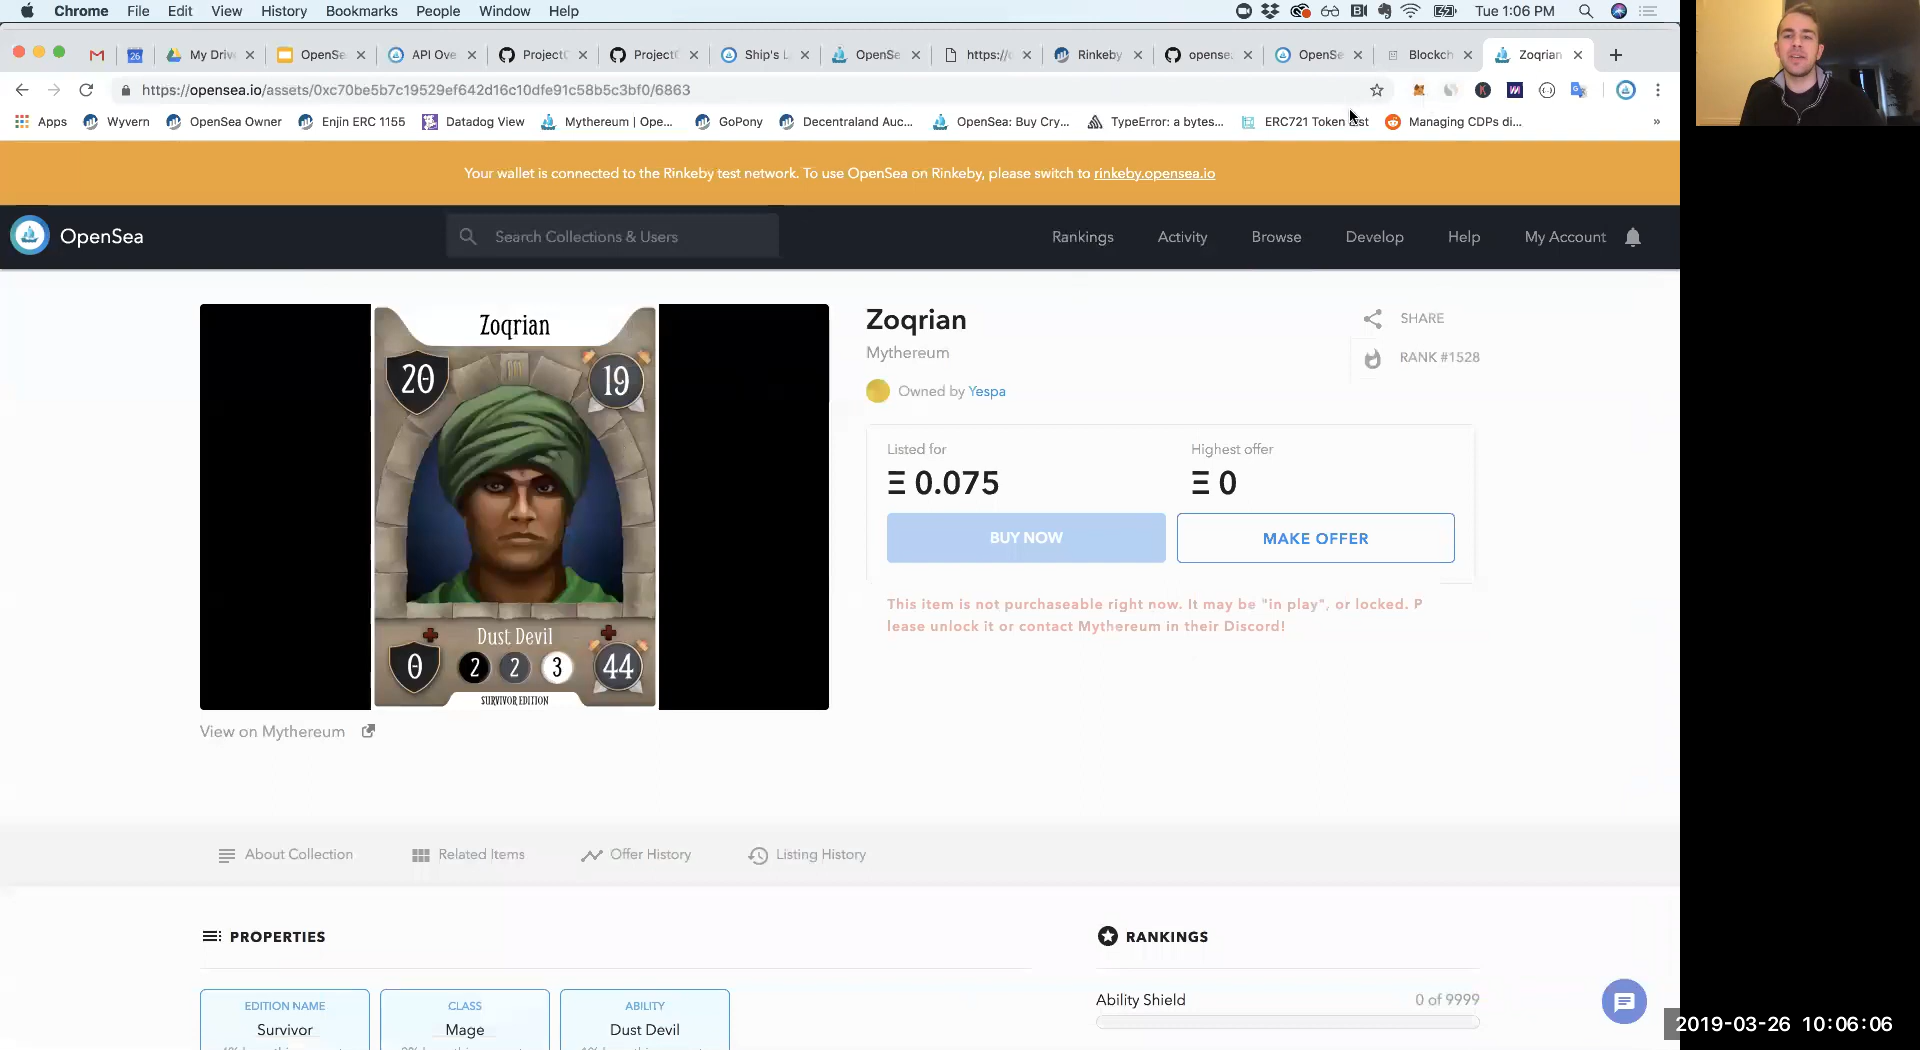 Chrome File Edit View History Bookmarks People Window Help
Tue 1:06 PM
26 My Driv OpenSe API Ove Project Project Ship's L OpenSe https:// Rinkeby opense OpenSe Blockch Zoqrian
https://opensea.io/assets/0xc70be5b7c19529ef642d16c10dfe91c58b5c3bf0/6863
Apps Wyvern OpenSea Owner Enjin ERC 1155 Datadog View Mythereum | Ope... GoPony Decentraland Auc... OpenSea: Buy Cry... TypeError: a bytes... ERC721 Token Managing CDPs di... »
Your wallet is connected to the Rinkeby test network. To use OpenSea on Rinkeby, please switch to rinkeby.opensea.io
OpenSea
Search Collections & Users
Rankings Activity Browse Develop Help My Account
Zoqrian
20
19
Dust Devil
0 2 2 3 44
SURVIVOR EDITION
View on Mythereum
Zoqrian
Mythereum
Owned by Yespa
SHARE
RANK #1528
Listed for
Ξ 0.075
Highest offer
Ξ 0
BUY NOW
MAKE OFFER
This item is not purchaseable right now. It may be "in play", or locked. P
lease unlock it or contact Mythereum in their Discord!
About Collection Related Items Offer History Listing History
PROPERTIES
EDITION NAME
Survivor
CLASS
Mage
ABILITY
Dust Devil
RANKINGS
Ability Shield 0 of 9999
2019-03-26 10:06:06